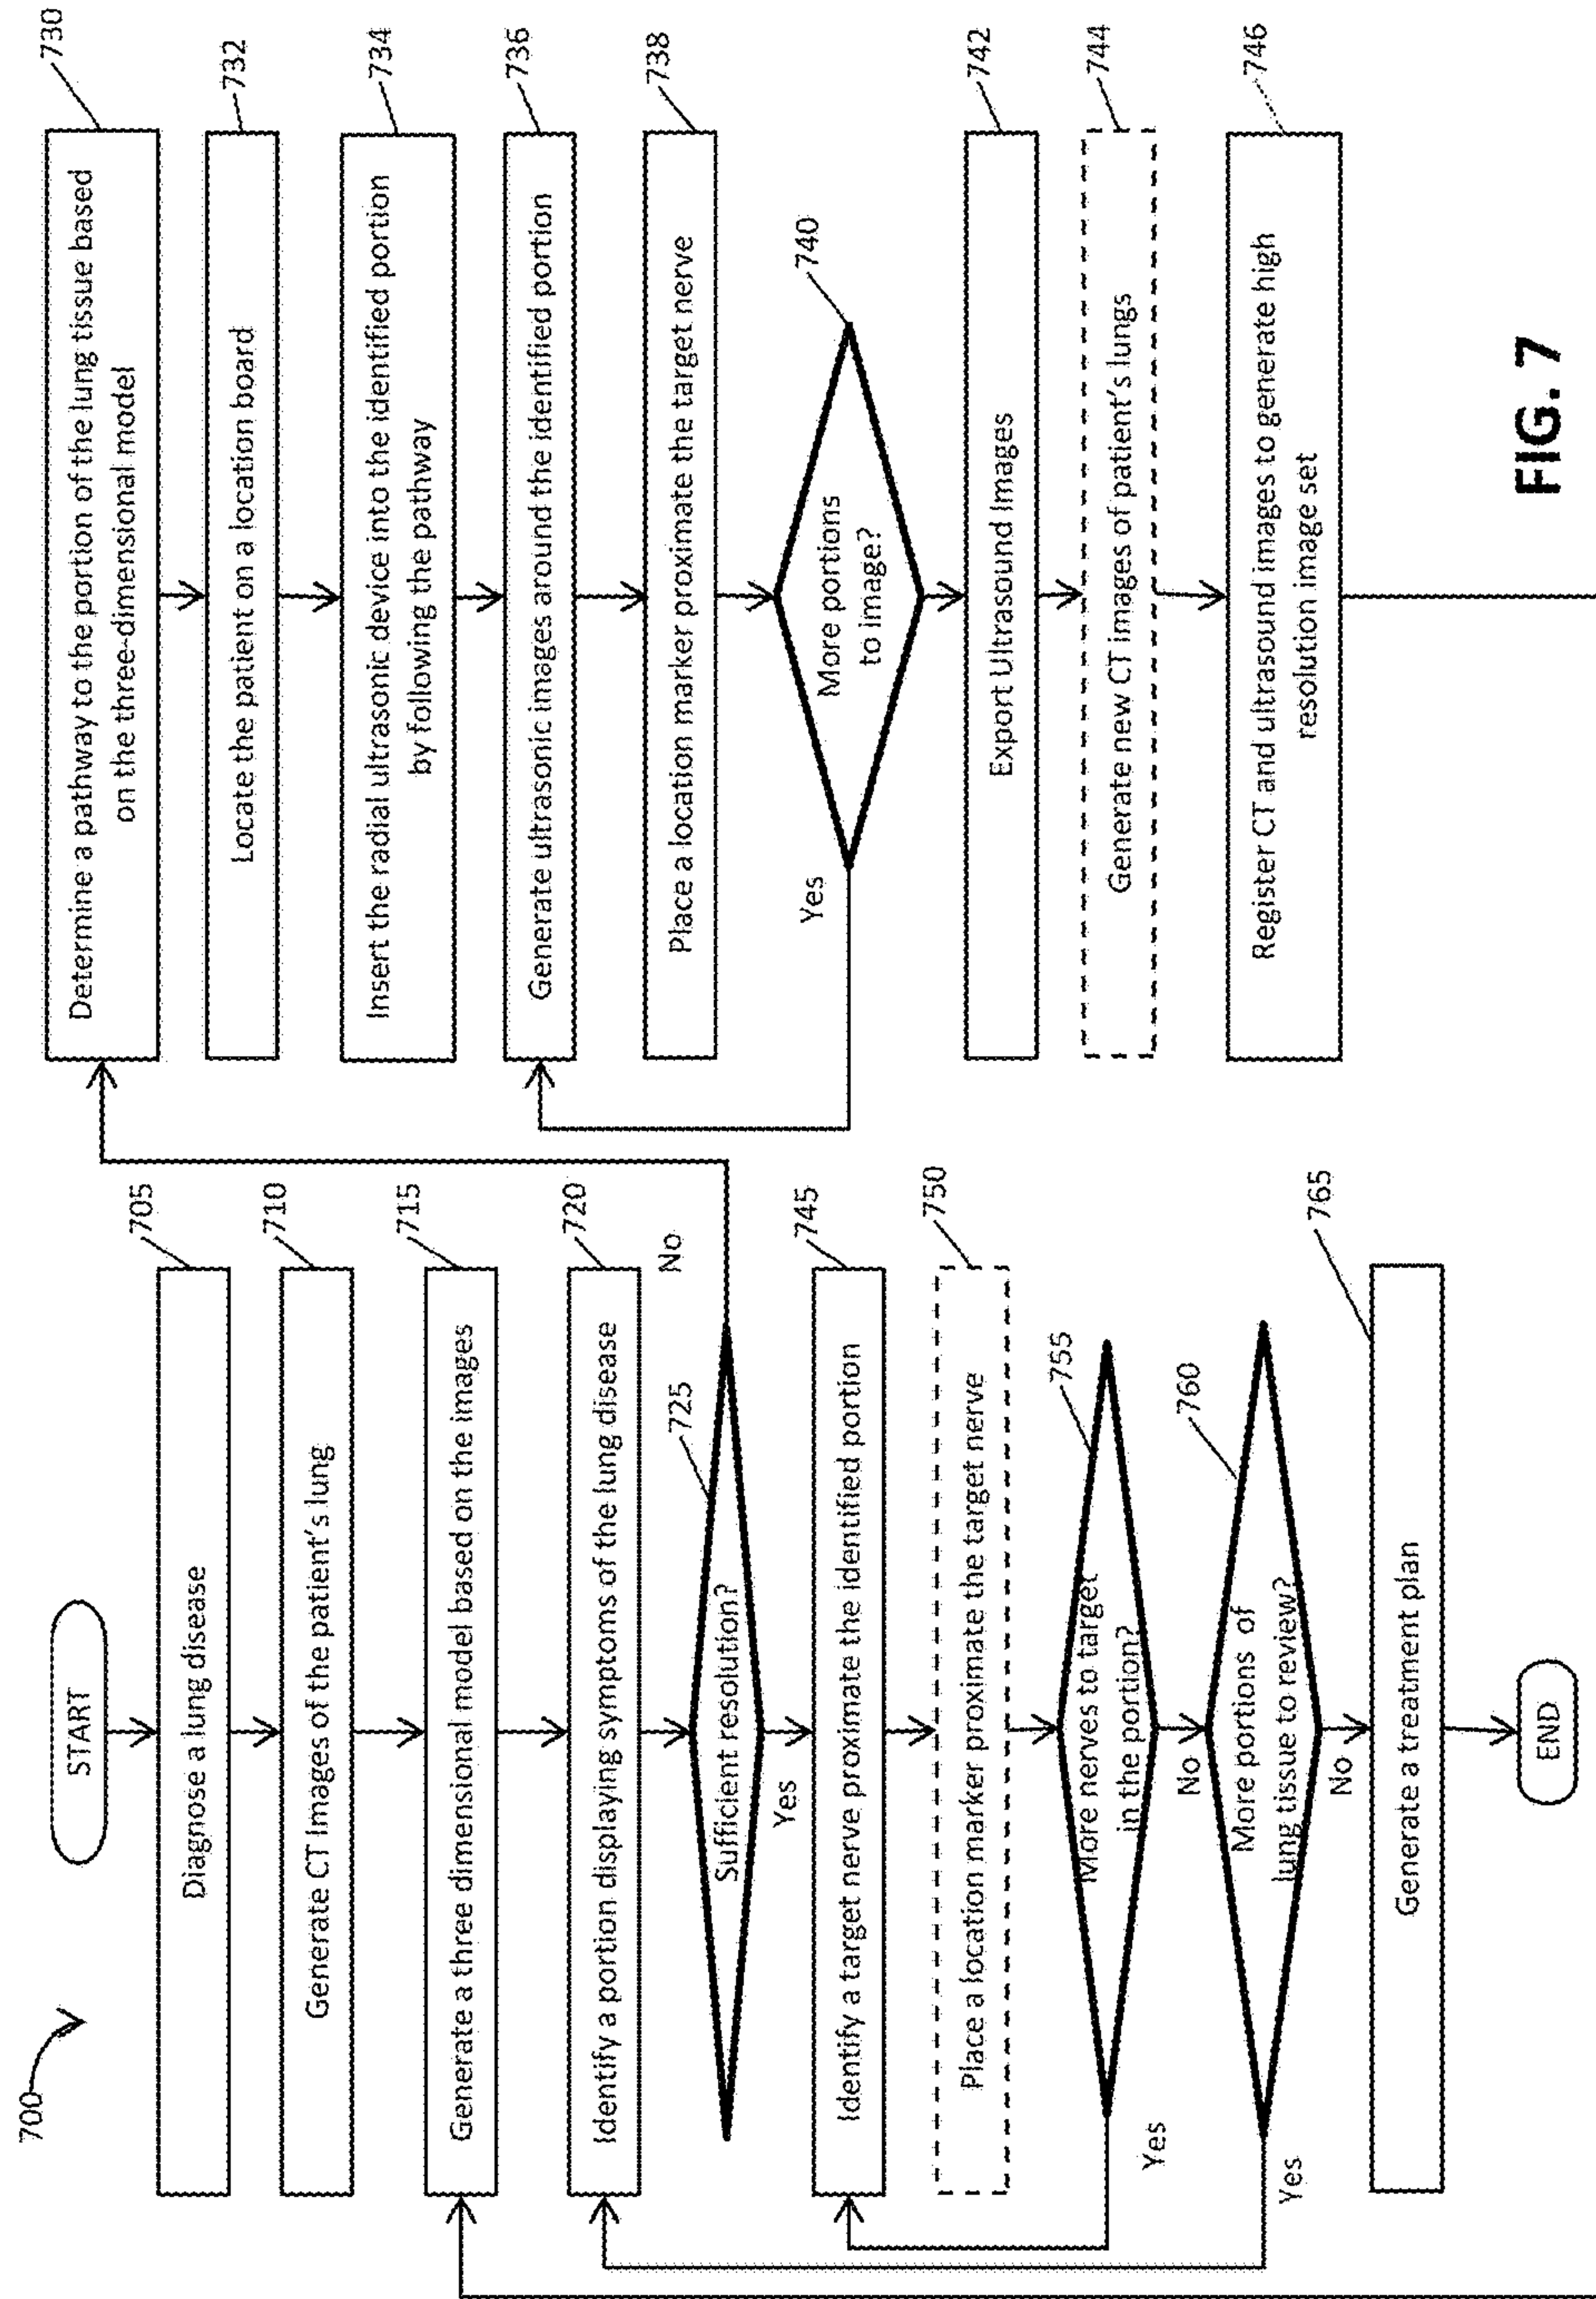 700
START
Diagnose a lung disease
705
Generate CT Images of the patient's lung
710
Generate a three dimensional model based on the images
715
Identify a portion displaying symptoms of the lung disease
720
Sufficient resolution?
725
No
Yes
Identify a target nerve proximate the identified portion
745
Place a location marker proximate the target nerve
750
More nerves to target
in the portion?
755
Yes
No
More portions of
lung tissue to review?
760
Yes
No
Generate a treatment plan
765
END
Determine a pathway to the portion of the lung tissue based
on the three-dimensional model
730
Locate the patient on a location board
732
Insert the radial ultrasonic device into the identified portion
by following the pathway
734
Generate ultrasonic images around the identified portion
736
Place a location marker proximate the target nerve
738
More portions
to image?
740
Yes
Export Ultrasound Images
742
Generate new CT images of patient's lungs
744
Register CT and ultrasound images to generate high
resolution image set
746
FIG. 7